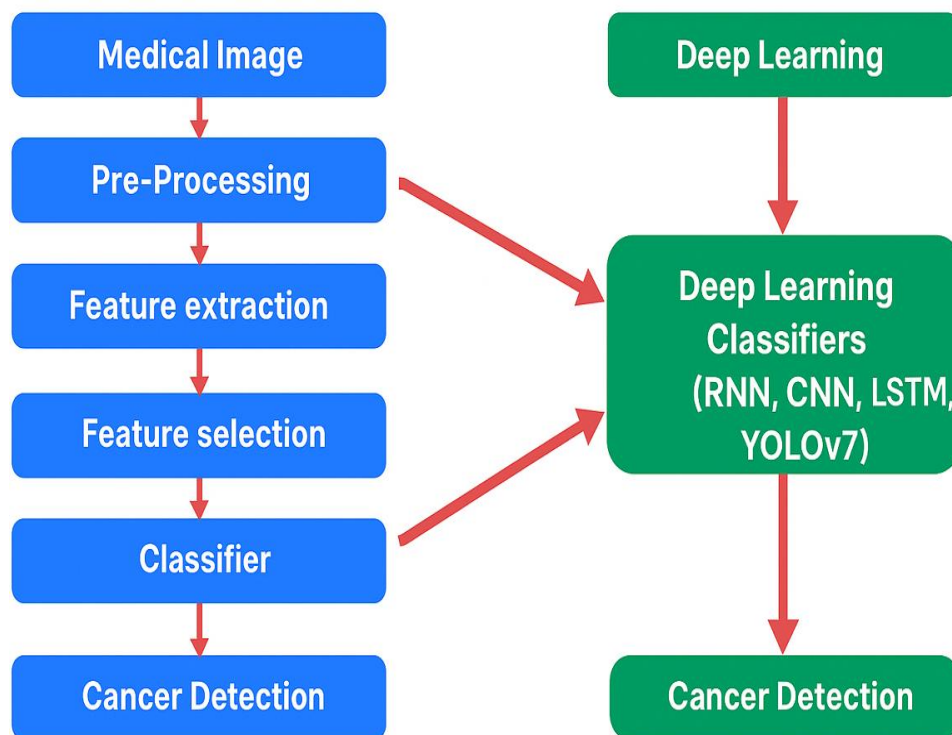 Medical Image
Pre-Processing
Feature extraction
Feature selection
Classifier
Cancer Detection
Deep Learning
Deep Learning
Classifiers
(RNN, CNN, LSTM,
YOLOv7)
Cancer Detection